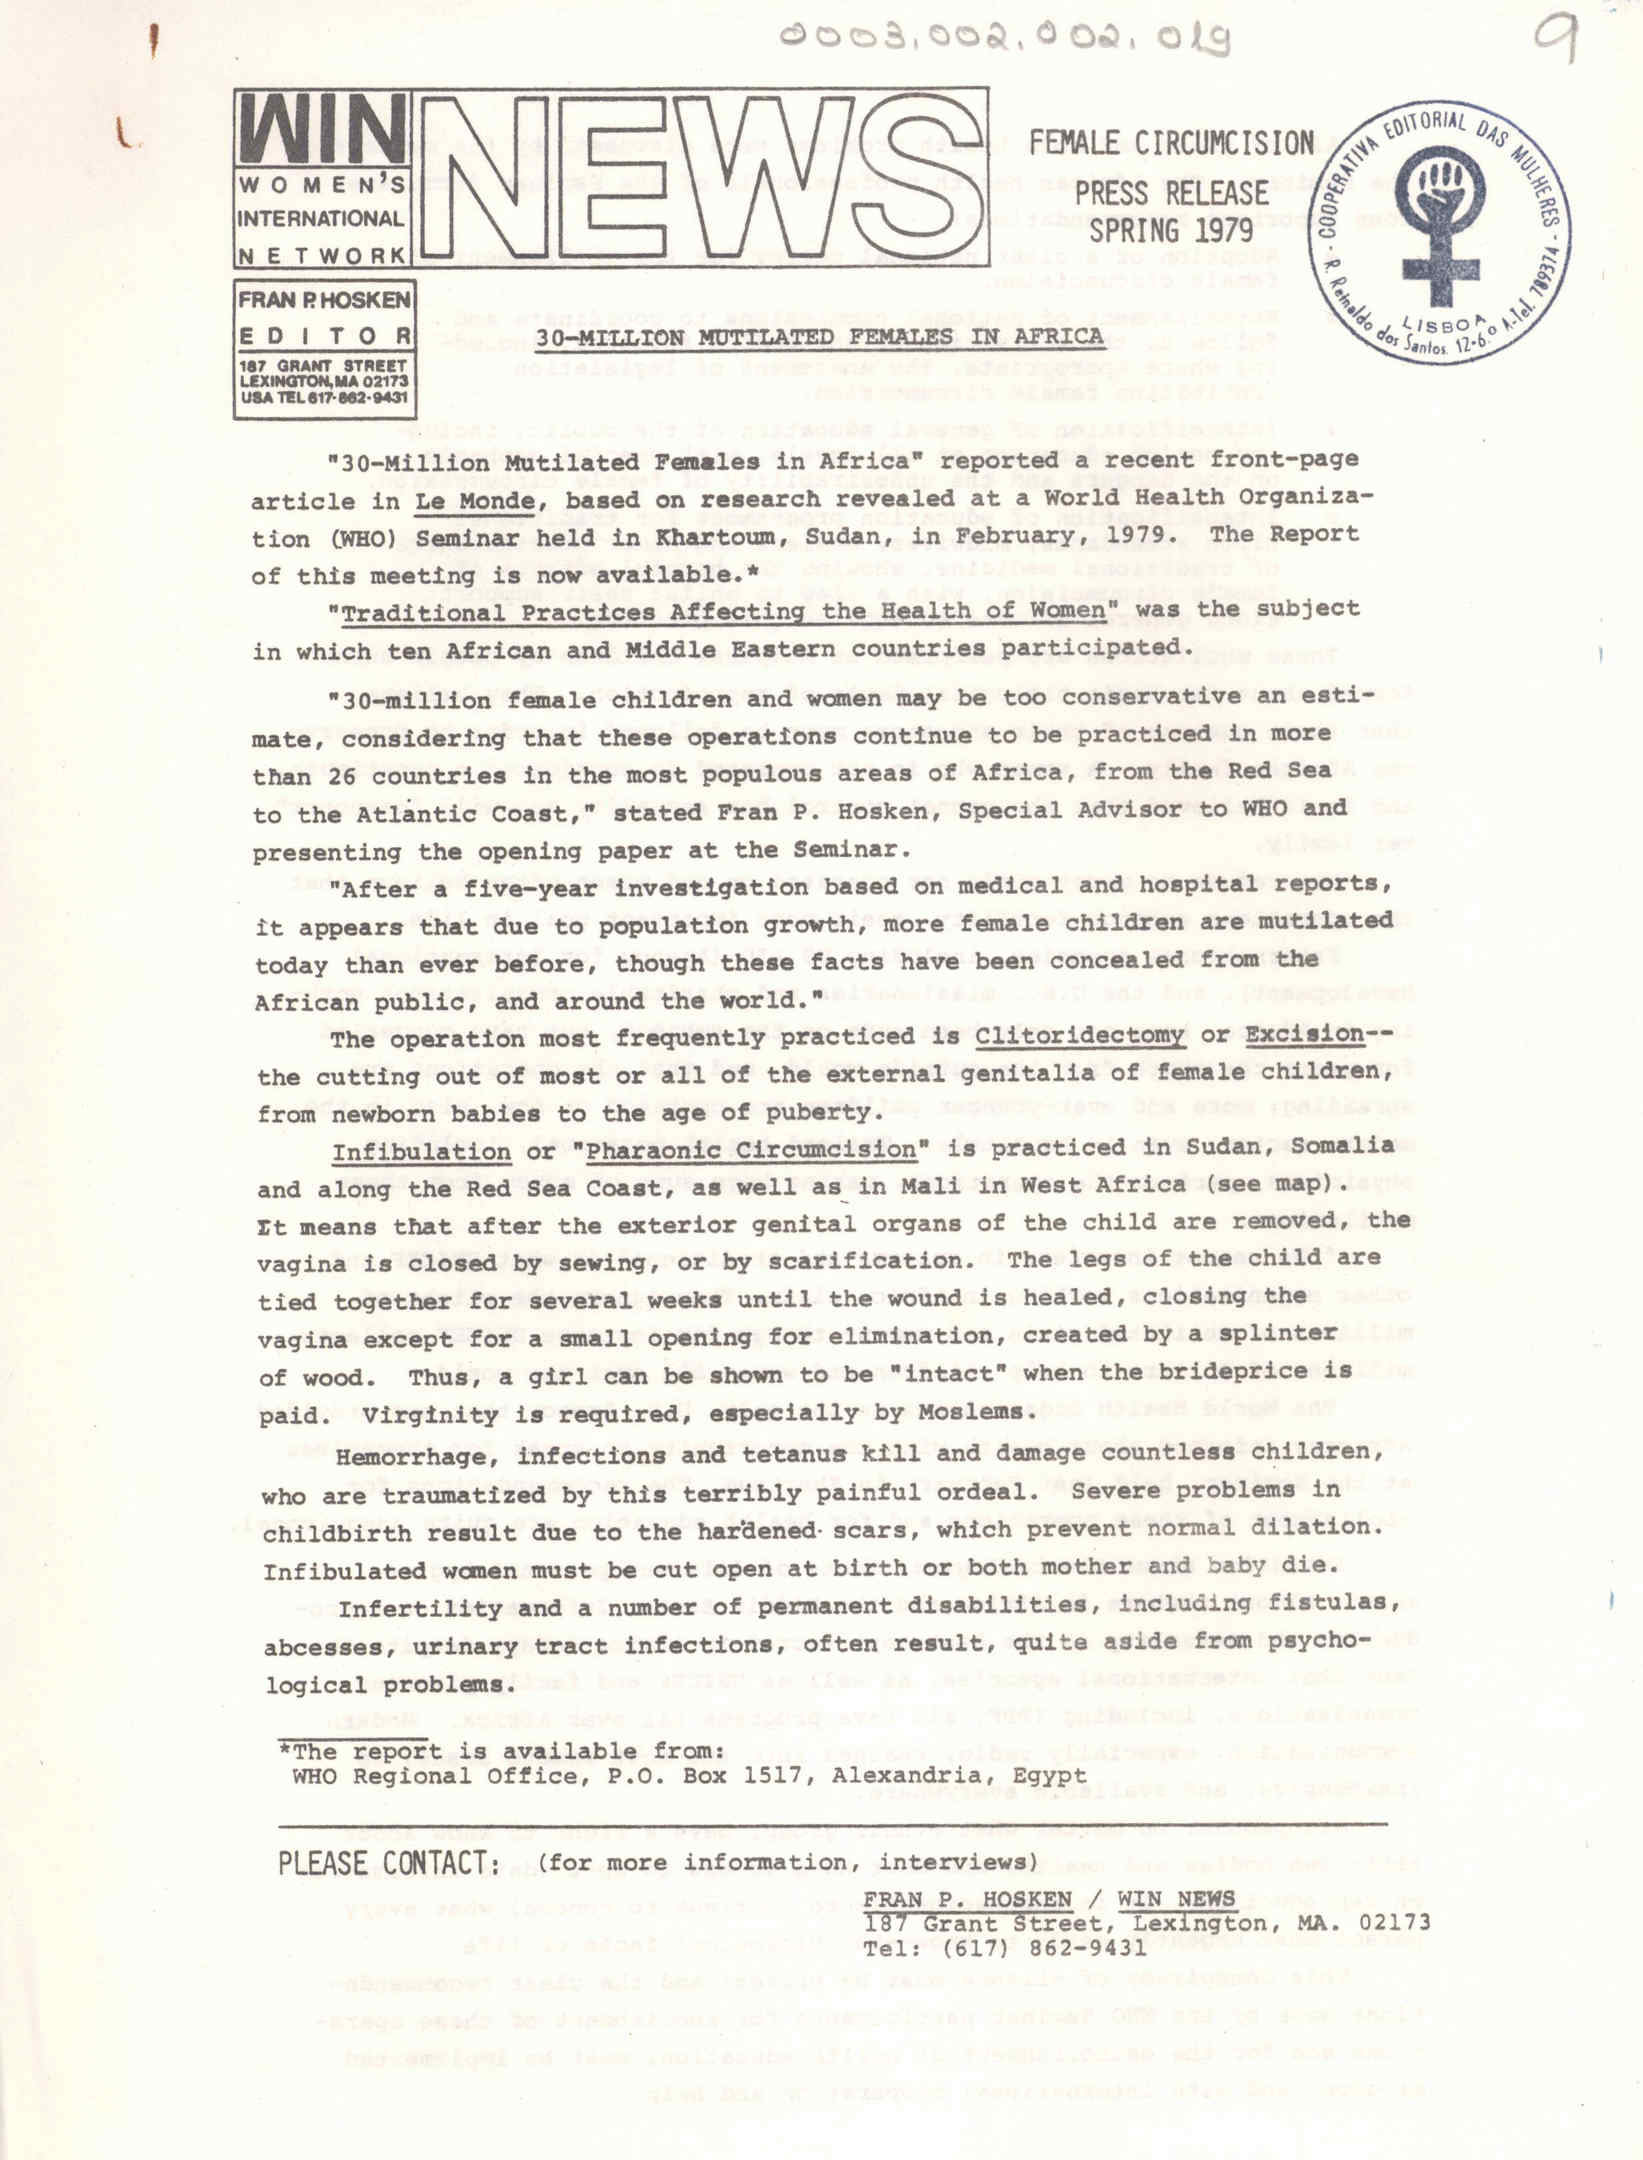 0003.002.002.019
9
WIN NEWS
WOMEN'S
INTERNATIONAL
NETWORK
FRAN P. HOSKEN
EDITOR
187 GRANT STREET
LEXINGTON, MA 02173
USA TEL 617-862-9431
FEMALE CIRCUMCISION
PRESS RELEASE
SPRING 1979
- COOPERATIVA EDITORIAL DAS MULHERES -
LISBOA
R. Reinaldo dos Santos. 12-6.º A-Tel. 789374
30-MILLION MUTILATED FEMALES IN AFRICA
"30-Million Mutilated Females in Africa" reported a recent front-page
article in Le Monde, based on research revealed at a World Health Organiza-
tion (WHO) Seminar held in Khartoum, Sudan, in February, 1979. The Report
of this meeting is now available.*
"Traditional Practices Affecting the Health of Women" was the subject
in which ten African and Middle Eastern countries participated.
"30-million female children and women may be too conservative an esti-
mate, considering that these operations continue to be practiced in more
than 26 countries in the most populous areas of Africa, from the Red Sea
to the Atlantic Coast," stated Fran P. Hosken, Special Advisor to WHO and
presenting the opening paper at the Seminar.
"After a five-year investigation based on medical and hospital reports,
it appears that due to population growth, more female children are mutilated
today than ever before, though these facts have been concealed from the
African public, and around the world."
The operation most frequently practiced is Clitoridectomy or Excision--
the cutting out of most or all of the external genitalia of female children,
from newborn babies to the age of puberty.
Infibulation or "Pharaonic Circumcision" is practiced in Sudan, Somalia
and along the Red Sea Coast, as well as in Mali in West Africa (see map).
It means that after the exterior genital organs of the child are removed, the
vagina is closed by sewing, or by scarification. The legs of the child are
tied together for several weeks until the wound is healed, closing the
vagina except for a small opening for elimination, created by a splinter
of wood. Thus, a girl can be shown to be "intact" when the brideprice is
paid. Virginity is required, especially by Moslems.
Hemorrhage, infections and tetanus kill and damage countless children,
who are traumatized by this terribly painful ordeal. Severe problems in
childbirth result due to the hardened scars, which prevent normal dilation.
Infibulated women must be cut open at birth or both mother and baby die.
Infertility and a number of permanent disabilities, including fistulas,
abcesses, urinary tract infections, often result, quite aside from psycho-
logical problems.
*The report is available from:
WHO Regional Office, P.O. Box 1517, Alexandria, Egypt
PLEASE CONTACT: (for more information, interviews)
FRAN P. HOSKEN / WIN NEWS
187 Grant Street, Lexington, MA. 02173
Tel: (617) 862-9431